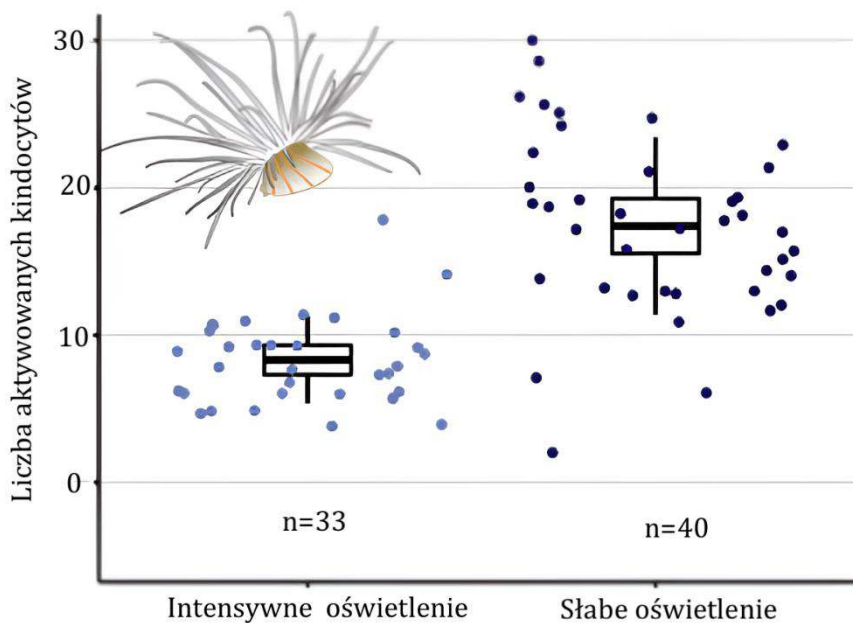 Liczba aktywowanych kindocytów
30
20
10
0
n=33
n=40
Intensywne oświetlenie
Słabe oświetlenie